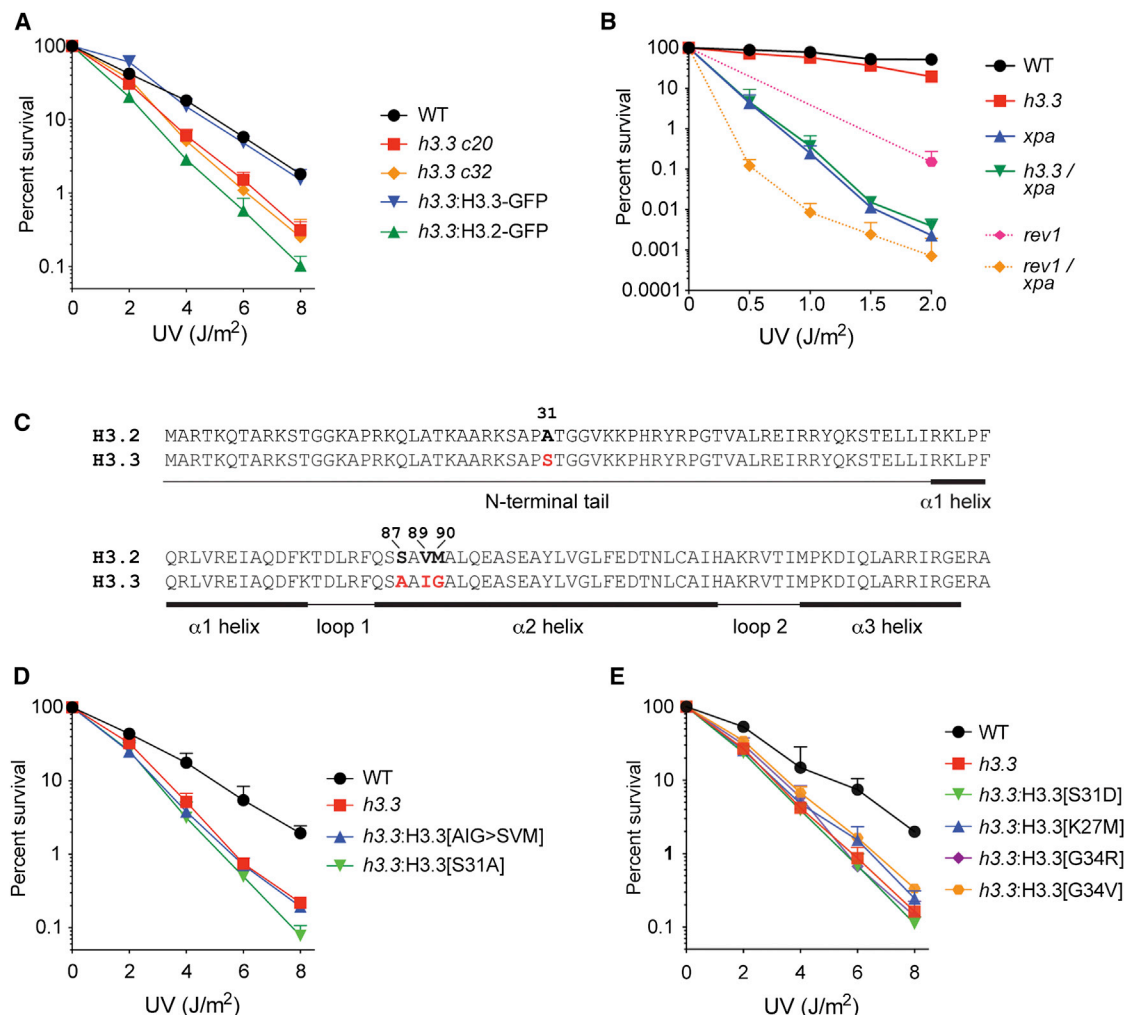 A
Percent survival
100
10
1
0.1
0
2
4
6
8
UV (J/m²)
WT
h3.3 c20
h3.3 c32
h3.3:H3.3-GFP
h3.3:H3.2-GFP
B
Percent survival
100
10
1
0.1
0.01
0.001
0.0001
0
0.5
1.0
1.5
2.0
UV (J/m²)
WT
h3.3
xpa
h3.3 /
xpa
rev1
rev1 /
xpa
C
31
H3.2 MARTKQTARKSTGGKAPRKQLATKAARKSAPATGGVKKPHRYRPGTVALREIRRYQKSTELLIRKLPF
H3.3 MARTKQTARKSTGGKAPRKQLATKAARKSAPSTGGVKKPHRYRPGTVALREIRRYQKSTELLIRKLPF
N-terminal tail α1 helix
87 89 90
H3.2 QRLVREIAQDFKTDLRFQSSAVMALQEASEAYLVGLFEDTNLCAIHAKRVTIMPKDIQLARRIRGERA
H3.3 QRLVREIAQDFKTDLRFQSAAIGALQEASEAYLVGLFEDTNLCAIHAKRVTIMPKDIQLARRIRGERA
α1 helix loop 1 α2 helix loop 2 α3 helix
D
Percent survival
100
10
1
0.1
0
2
4
6
8
UV (J/m²)
WT
h3.3
h3.3:H3.3[AIG>SVM]
h3.3:H3.3[S31A]
E
Percent survival
100
10
1
0.1
0
2
4
6
8
UV (J/m²)
WT
h3.3
h3.3:H3.3[S31D]
h3.3:H3.3[K27M]
h3.3:H3.3[G34R]
h3.3:H3.3[G34V]